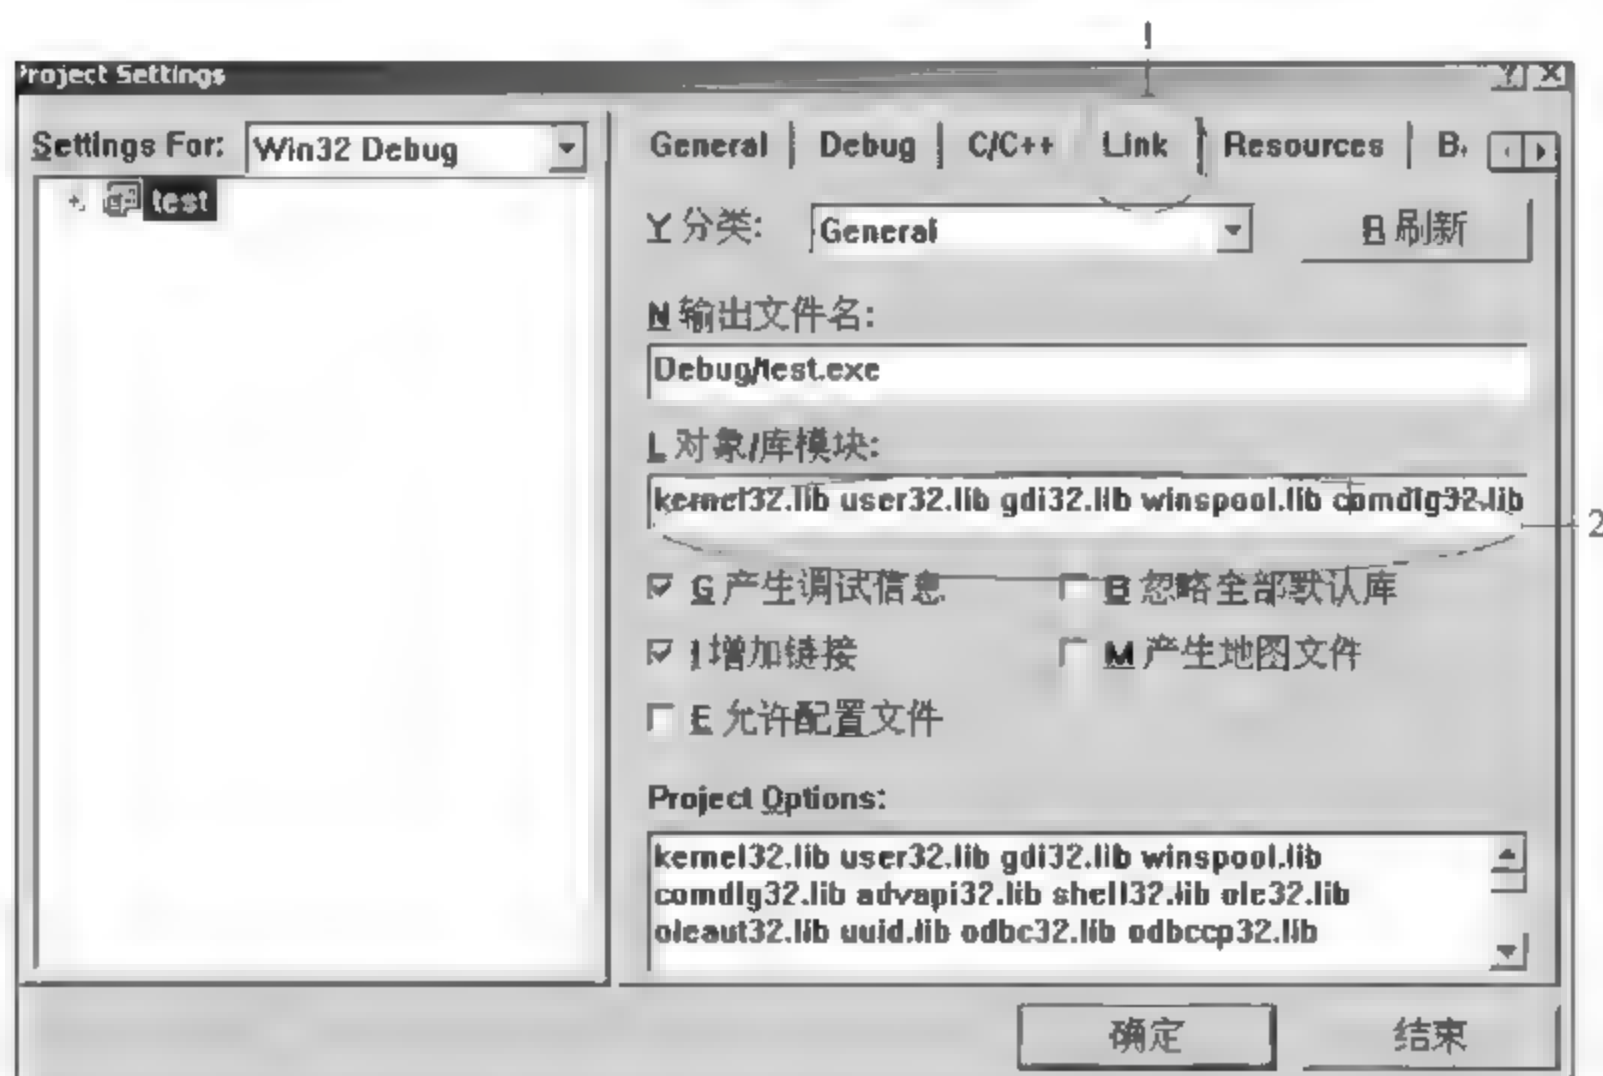 1
Project Settings
Settings For: Win32 Debug
test
General Debug C/C++ Link Resources B
Y 分类: General R 刷新
N 输出文件名:
Debug/test.exe
L 对象/库模块:
kernel32.lib user32.lib gdi32.lib winspool.lib comdlg32.lib
2
G 产生调试信息 B 忽略全部默认库
I 增加链接 M 产生地图文件
E 允许配置文件
Project Options:
kernel32.lib user32.lib gdi32.lib winspool.lib
comdlg32.lib advapi32.lib shell32.lib ole32.lib
oleaut32.lib uuid.lib odbc32.lib odbccp32.lib
确定 结束